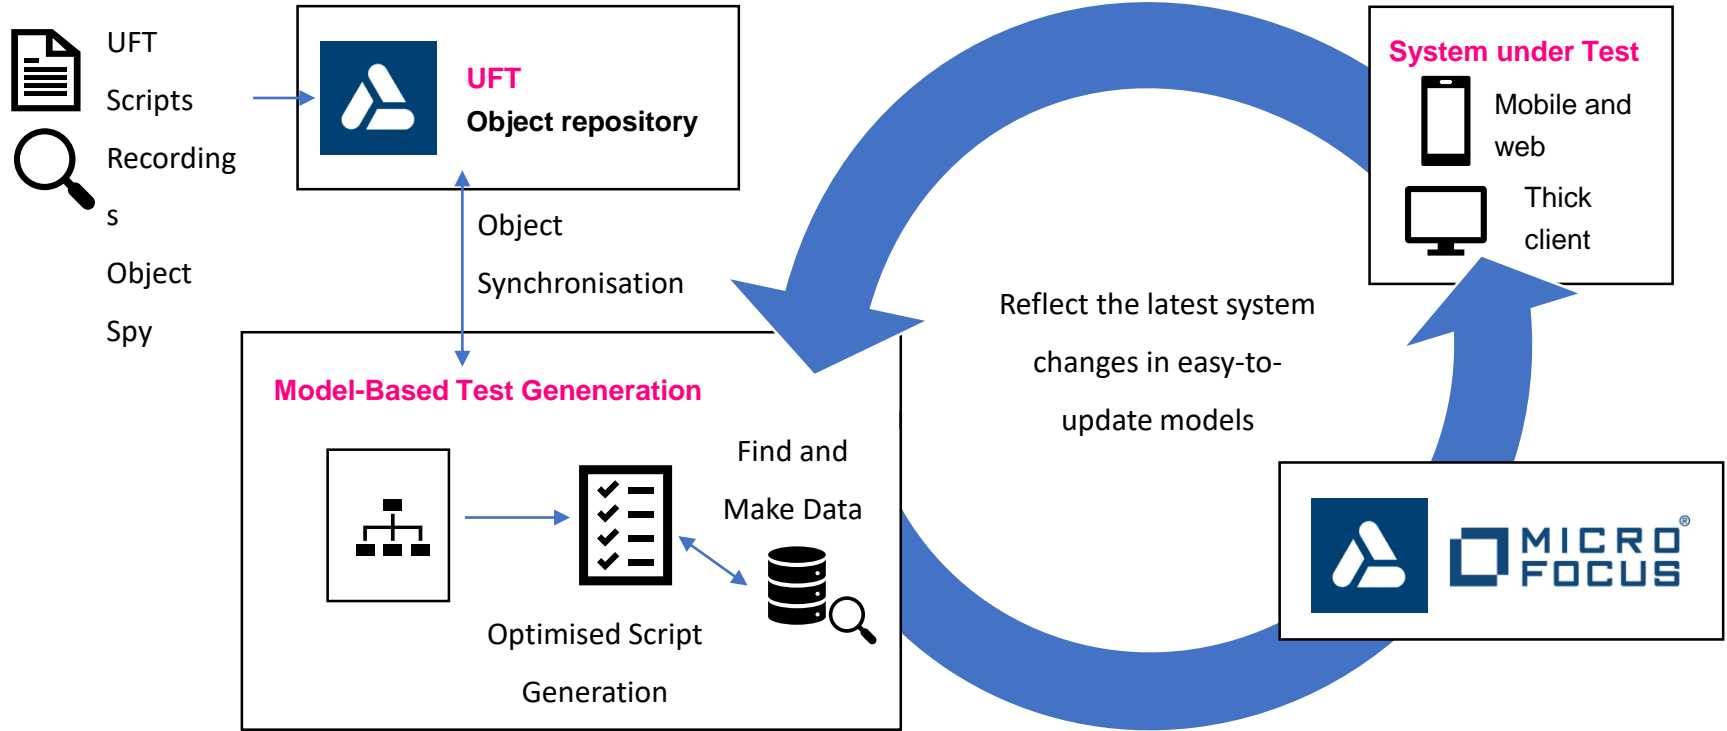 UFT
Scripts
Recording
s
Object
Spy
UFT
Object repository
Object
Synchronisation
Model-Based Test Geneneration
Find and
Make Data
Optimised Script
Generation
System under Test
Mobile and
web
Thick
client
Reflect the latest system
changes in easy-to-
update models
MICRO®
FOCUS